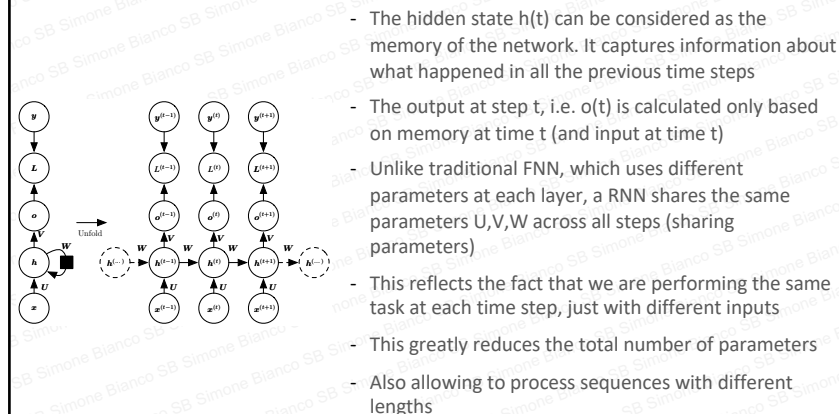 - The hidden state h(t) can be considered as the
memory of the network. It captures information about
what happened in all the previous time steps
- The output at step t, i.e. o(t) is calculated only based
on memory at time t (and input at time t)
- Unlike traditional FNN, which uses different
parameters at each layer, a RNN shares the same
parameters U,V,W across all steps (sharing
parameters)
- This reflects the fact that we are performing the same
task at each time step, just with different inputs
- This greatly reduces the total number of parameters
- Also allowing to process sequences with different
lengths
y y(t−1) y(t) y(t+1)
L L(t−1) L(t) L(t+1)
o o(t−1) o(t) o(t+1)
Unfold
V V V V
W W W W W
h h(...) h(t−1) h(t) h(t+1) h(...)
U U U U
x x(t−1) x(t) x(t+1)
SB Simone Bianco